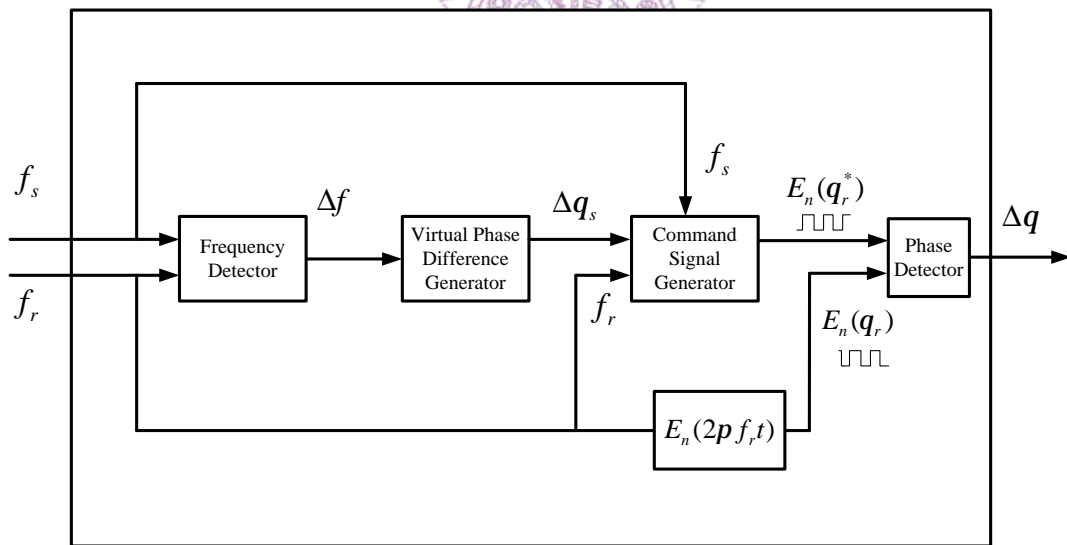 f_s
f_r
Frequency
Detector
Δf
Virtual Phase
Difference
Generator
Δq_s
f_s
f_r
Command
Signal
Generator
E_n(q_r^*)
E_n(q_r)
E_n(2p f_r t)
Phase
Detector
Δq